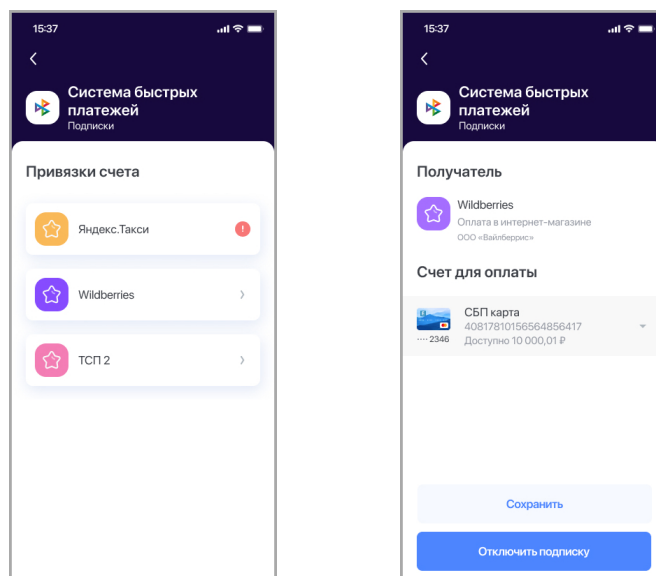 15:37
Система быстрых
платежей
Подписки
Привязки счета
Яндекс.Такси
Wildberries
ТСП 2
15:37
Система быстрых
платежей
Подписки
Получатель
Wildberries
Оплата в интернет-магазине
ООО «Вайлберрис»
Счет для оплаты
СБП карта
40817810156564856417
···· 2346 Доступно 10 000,01 ₽
Сохранить
Отключить подписку